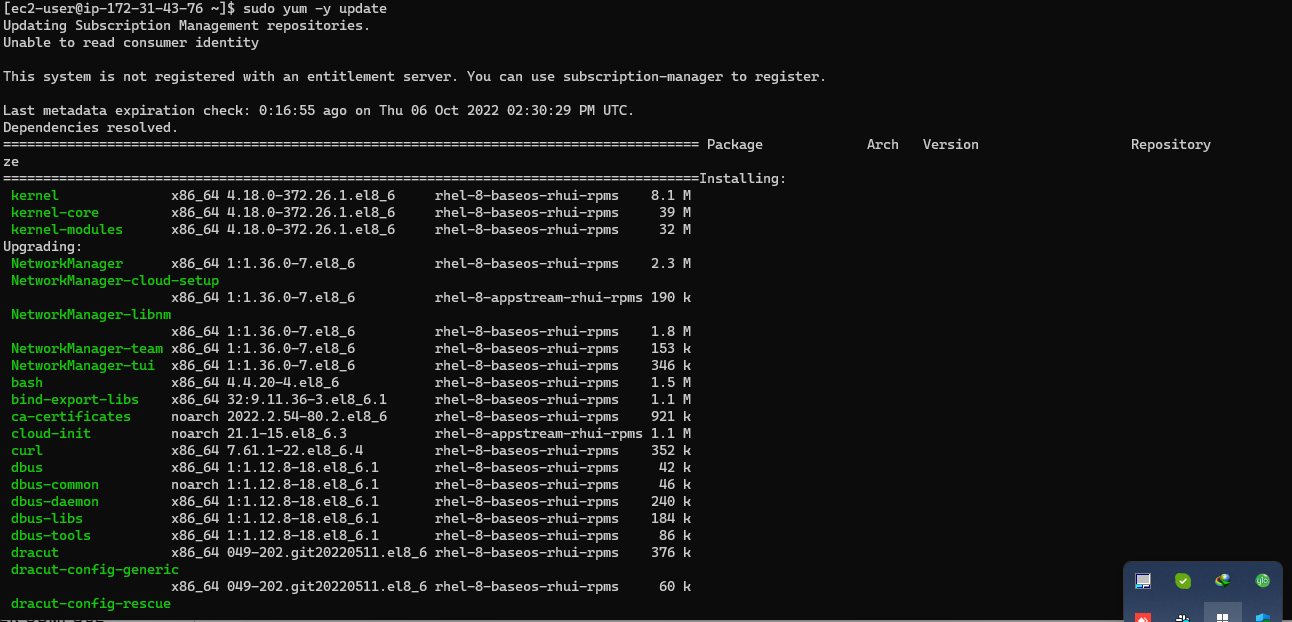 [ec2-user@ip-172-31-43-76 ~]$ sudo yum -y update
Updating Subscription Management repositories.
Unable to read consumer identity
This system is not registered with an entitlement server. You can use subscription-manager to register.
Last metadata expiration check: 0:16:55 ago on Thu 06 Oct 2022 02:30:29 PM UTC.
Dependencies resolved.
======================================================================================= Package             Arch   Version                   Repository
ze
=======================================================================================Installing:
 kernel              x86_64 4.18.0-372.26.1.el8_6     rhel-8-baseos-rhui-rpms    8.1 M
 kernel-core         x86_64 4.18.0-372.26.1.el8_6     rhel-8-baseos-rhui-rpms     39 M
 kernel-modules      x86_64 4.18.0-372.26.1.el8_6     rhel-8-baseos-rhui-rpms     32 M
Upgrading:
 NetworkManager      x86_64 1:1.36.0-7.el8_6          rhel-8-baseos-rhui-rpms    2.3 M
 NetworkManager-cloud-setup
                     x86_64 1:1.36.0-7.el8_6          rhel-8-appstream-rhui-rpms 190 k
 NetworkManager-libnm
                     x86_64 1:1.36.0-7.el8_6          rhel-8-baseos-rhui-rpms    1.8 M
 NetworkManager-team x86_64 1:1.36.0-7.el8_6          rhel-8-baseos-rhui-rpms    153 k
 NetworkManager-tui  x86_64 1:1.36.0-7.el8_6          rhel-8-baseos-rhui-rpms    346 k
 bash                x86_64 4.4.20-4.el8_6            rhel-8-baseos-rhui-rpms    1.5 M
 bind-export-libs    x86_64 32:9.11.36-3.el8_6.1      rhel-8-baseos-rhui-rpms    1.1 M
 ca-certificates     noarch 2022.2.54-80.2.el8_6      rhel-8-baseos-rhui-rpms    921 k
 cloud-init          noarch 21.1-15.el8_6.3           rhel-8-appstream-rhui-rpms 1.1 M
 curl                x86_64 7.61.1-22.el8_6.4         rhel-8-baseos-rhui-rpms    352 k
 dbus                x86_64 1:1.12.8-18.el8_6.1       rhel-8-baseos-rhui-rpms     42 k
 dbus-common         noarch 1:1.12.8-18.el8_6.1       rhel-8-baseos-rhui-rpms     46 k
 dbus-daemon         x86_64 1:1.12.8-18.el8_6.1       rhel-8-baseos-rhui-rpms    240 k
 dbus-libs           x86_64 1:1.12.8-18.el8_6.1       rhel-8-baseos-rhui-rpms    184 k
 dbus-tools          x86_64 1:1.12.8-18.el8_6.1       rhel-8-baseos-rhui-rpms     86 k
 dracut              x86_64 049-202.git20220511.el8_6 rhel-8-baseos-rhui-rpms    376 k
 dracut-config-generic
                     x86_64 049-202.git20220511.el8_6 rhel-8-baseos-rhui-rpms     60 k
 dracut-config-rescue
glo